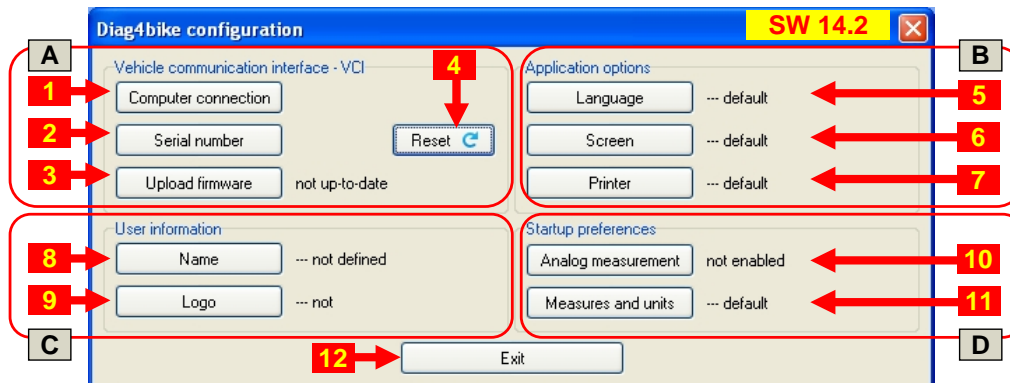 Diag4bike configuration
SW 14.2
A
B
Vehicle communication interface - VCI
4
Application options
1
Computer connection
Language
--- default
5
2
Serial number
Reset
Screen
--- default
6
3
Upload firmware
not up-to-date
Printer
--- default
7
User information
Startup preferences
8
Name
--- not defined
Analog measurement
not enabled
10
9
Logo
--- not
Measures and units
--- default
11
C
D
12
Exit